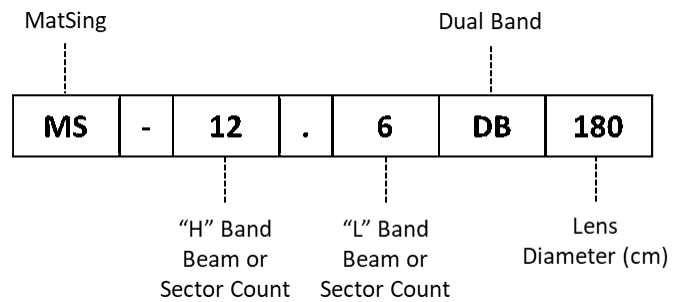 MatSing
Dual Band
MS - 12 . 6 DB 180
“H” Band
Beam or
Sector Count
“L” Band
Beam or
Sector Count
Lens
Diameter (cm)